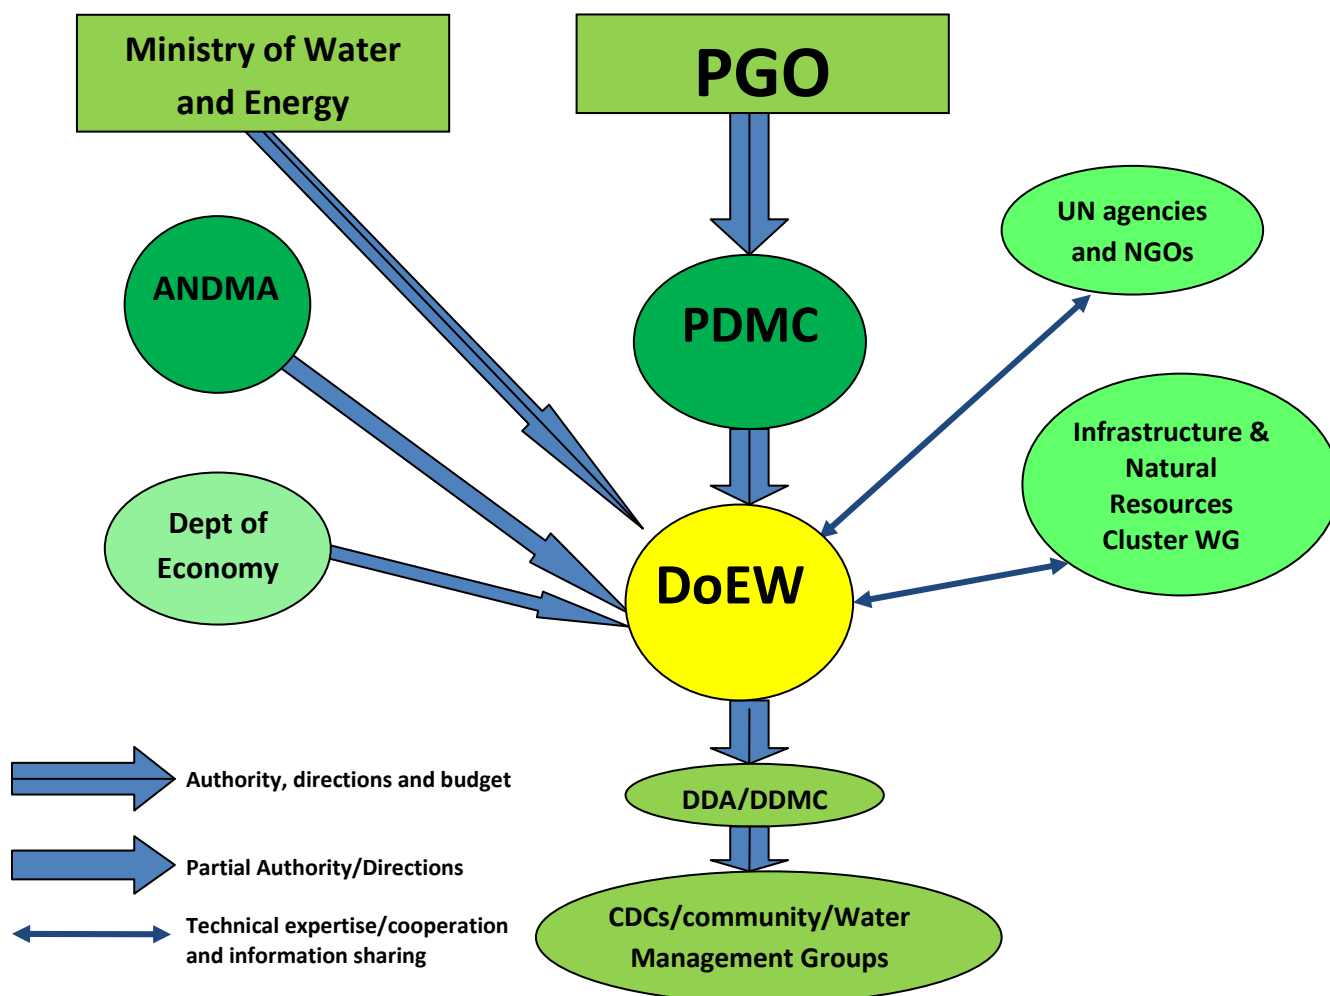 Ministry of Water
and Energy
PGO
UN agencies
and NGOs
ANDMA
PDMC
Infrastructure &
Natural
Resources
Cluster WG
Dept of
Economy
DoEW
Authority, directions and budget
DDA/DDMC
Partial Authority/Directions
CDCs/community/Water
Management Groups
Technical expertise/cooperation
and information sharing